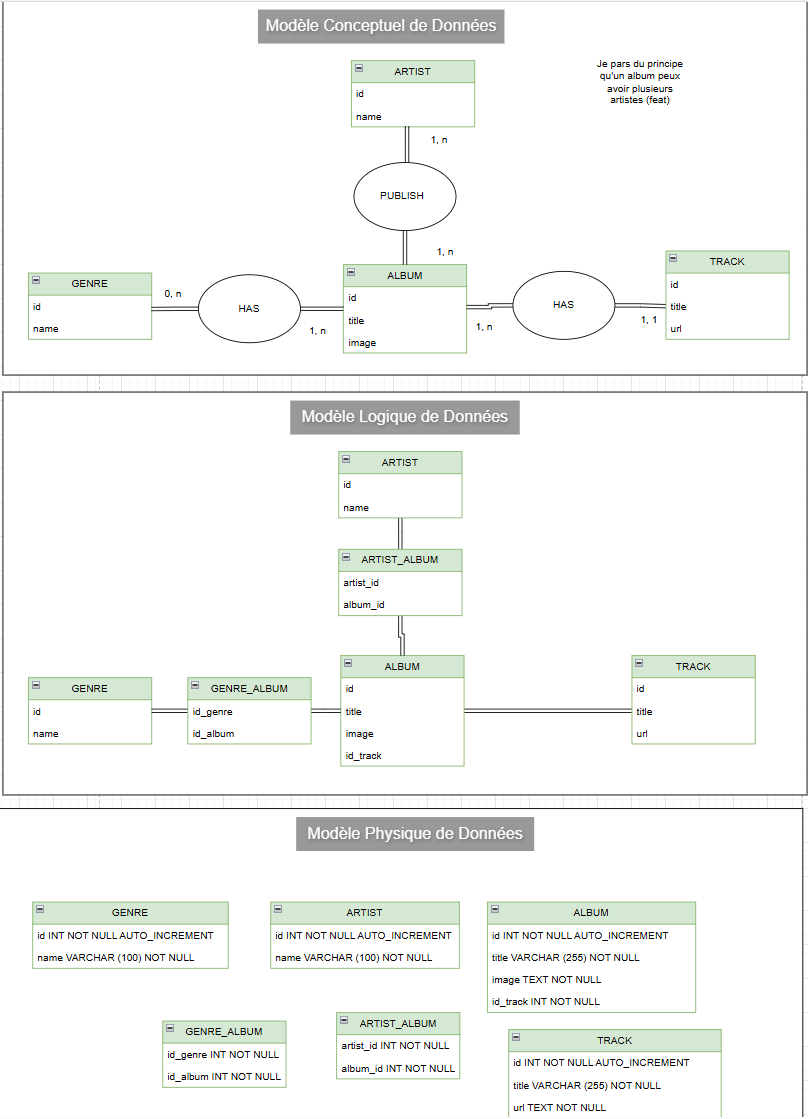 Modèle Conceptuel de Données
ARTIST
id
name
Je pars du principe
qu'un album peux
avoir plusieurs
artistes (feat)
1, n
PUBLISH
1, n
GENRE
id
name
0, n
HAS
1, n
ALBUM
id
title
image
1, n
HAS
1, 1
TRACK
id
title
url
Modèle Logique de Données
ARTIST
id
name
ARTIST_ALBUM
artist_id
album_id
GENRE
id
name
GENRE_ALBUM
id_genre
id_album
ALBUM
id
title
image
id_track
TRACK
id
title
url
Modèle Physique de Données
GENRE
id INT NOT NULL AUTO_INCREMENT
name VARCHAR (100) NOT NULL
ARTIST
id INT NOT NULL AUTO_INCREMENT
name VARCHAR (100) NOT NULL
ALBUM
id INT NOT NULL AUTO_INCREMENT
title VARCHAR (255) NOT NULL
image TEXT NOT NULL
id_track INT NOT NULL
GENRE_ALBUM
id_genre INT NOT NULL
id_album INT NOT NULL
ARTIST_ALBUM
artist_id INT NOT NULL
album_id INT NOT NULL
TRACK
id INT NOT NULL AUTO_INCREMENT
title VARCHAR (255) NOT NULL
url TEXT NOT NULL